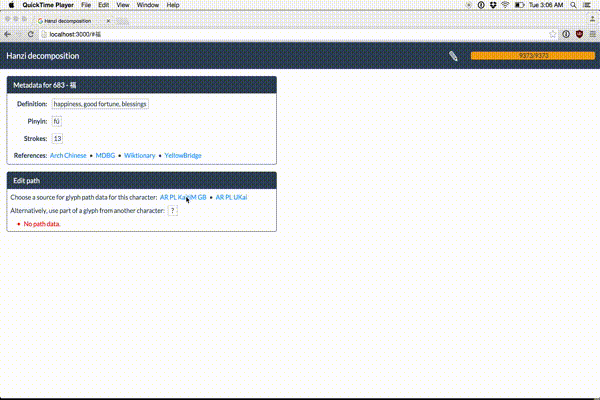 QuickTime Player File Edit View Window Help Tue 3:06 AM
Hanzi decomposition
localhost:3000/#福
Hanzi decomposition 9373/9373
Metadata for 683 - 福
Definition: happiness, good fortune, blessings
Pinyin: fú
Strokes: 13
References: Arch Chinese • MDBG • Wiktionary • YellowBridge
Edit path
Choose a source for glyph path data for this character: AR PL KaitiM GB • AR PL UKai
Alternatively, use part of a glyph from another character: ?
• No path data.